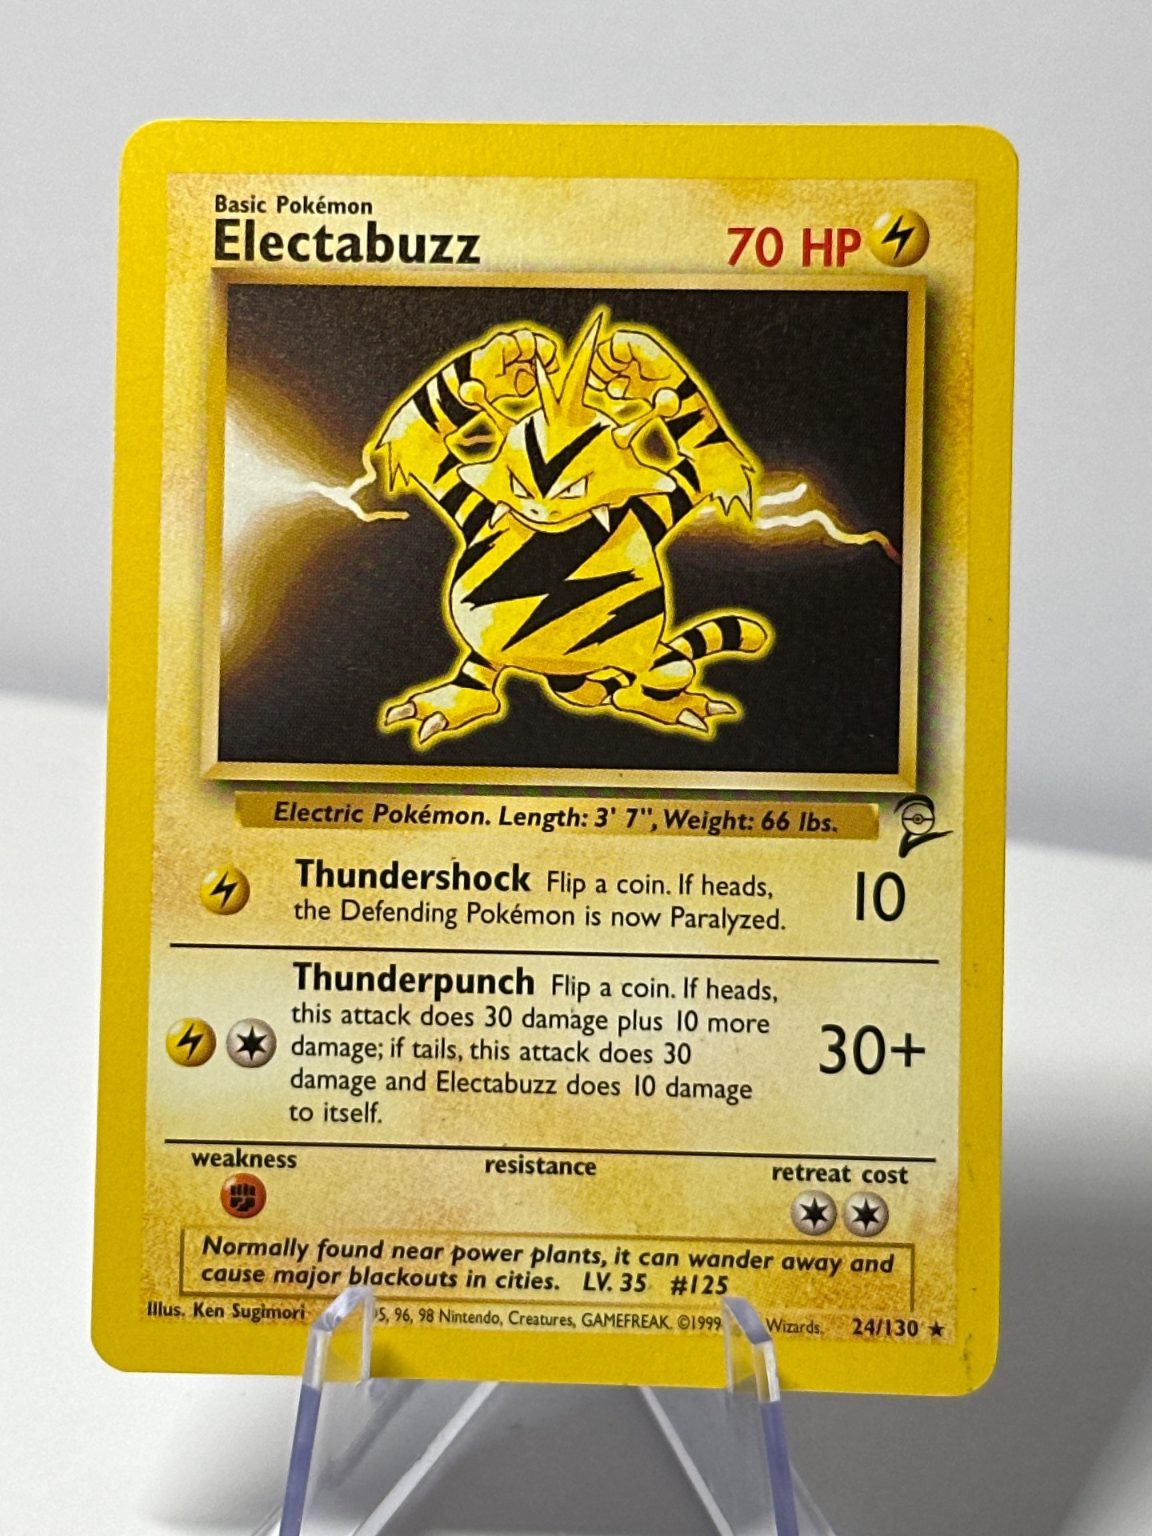 Basic Pokémon
Electabuzz 70 HP
Electric Pokémon. Length: 3' 7", Weight: 66 lbs.
Thundershock Flip a coin. If heads,
the Defending Pokémon is now Paralyzed.
10
Thunderpunch Flip a coin. If heads,
this attack does 30 damage plus 10 more
damage; if tails, this attack does 30
damage and Electabuzz does 10 damage
to itself.
30+
weakness resistance retreat cost
Normally found near power plants, it can wander away and
cause major blackouts in cities. LV. 35 #125
Illus. Ken Sugimori 5, 96, 98 Nintendo, Creatures, GAMEFREAK. ©1999 Wizards. 24/130 ★